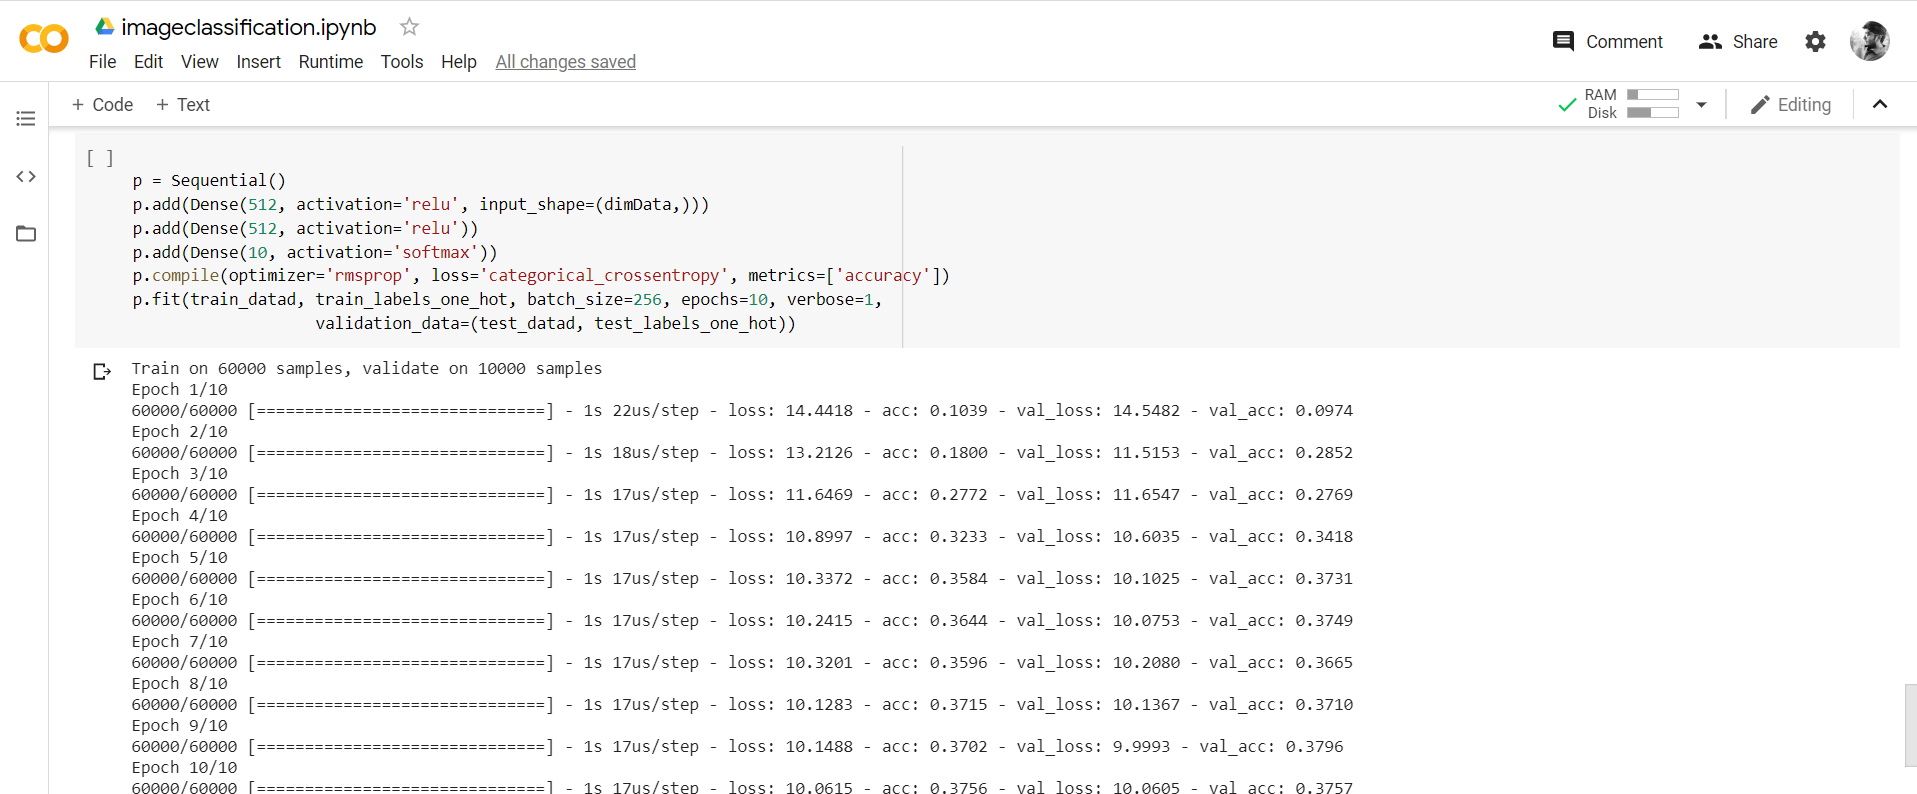 imageclassification.ipynb
File Edit View Insert Runtime Tools Help All changes saved
Comment Share
+ Code + Text
RAM
Disk
Editing
[ ]
p = Sequential()
p.add(Dense(512, activation='relu', input_shape=(dimData,)))
p.add(Dense(512, activation='relu'))
p.add(Dense(10, activation='softmax'))
p.compile(optimizer='rmsprop', loss='categorical_crossentropy', metrics=['accuracy'])
p.fit(train_datad, train_labels_one_hot, batch_size=256, epochs=10, verbose=1,
validation_data=(test_datad, test_labels_one_hot))
Train on 60000 samples, validate on 10000 samples
Epoch 1/10
60000/60000 [==============================] - 1s 22us/step - loss: 14.4418 - acc: 0.1039 - val_loss: 14.5482 - val_acc: 0.0974
Epoch 2/10
60000/60000 [==============================] - 1s 18us/step - loss: 13.2126 - acc: 0.1800 - val_loss: 11.5153 - val_acc: 0.2852
Epoch 3/10
60000/60000 [==============================] - 1s 17us/step - loss: 11.6469 - acc: 0.2772 - val_loss: 11.6547 - val_acc: 0.2769
Epoch 4/10
60000/60000 [==============================] - 1s 17us/step - loss: 10.8997 - acc: 0.3233 - val_loss: 10.6035 - val_acc: 0.3418
Epoch 5/10
60000/60000 [==============================] - 1s 17us/step - loss: 10.3372 - acc: 0.3584 - val_loss: 10.1025 - val_acc: 0.3731
Epoch 6/10
60000/60000 [==============================] - 1s 17us/step - loss: 10.2415 - acc: 0.3644 - val_loss: 10.0753 - val_acc: 0.3749
Epoch 7/10
60000/60000 [==============================] - 1s 17us/step - loss: 10.3201 - acc: 0.3596 - val_loss: 10.2080 - val_acc: 0.3665
Epoch 8/10
60000/60000 [==============================] - 1s 17us/step - loss: 10.1283 - acc: 0.3715 - val_loss: 10.1367 - val_acc: 0.3710
Epoch 9/10
60000/60000 [==============================] - 1s 17us/step - loss: 10.1488 - acc: 0.3702 - val_loss: 9.9993 - val_acc: 0.3796
Epoch 10/10
60000/60000 [==============================] - 1s 17us/step - loss: 10.0615 - acc: 0.3756 - val_loss: 10.0605 - val_acc: 0.3757